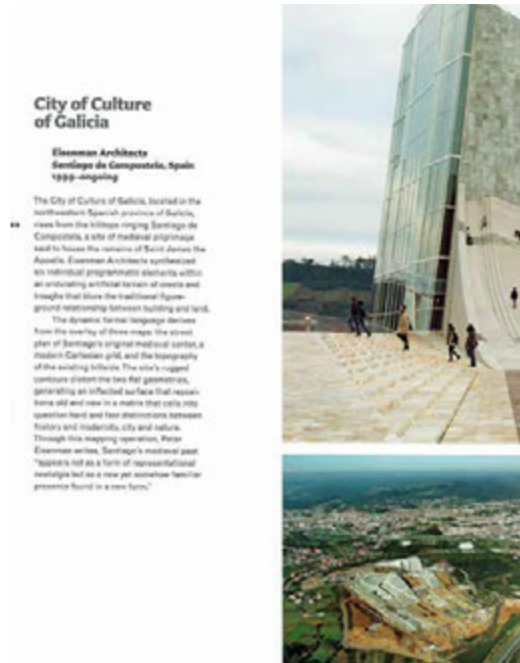 City of Culture
of Galicia
Eisenman Architects
Santiago de Compostela, Spain
1999–ongoing
The City of Culture of Galicia, located in the
northwestern Spanish province of Galicia,
rises from the hilltops ringing Santiago de
Compostela, a site of medieval pilgrimage
said to house the remains of Saint James the
Apostle. Eisenman Architects synthesized
six individual programmatic elements within
an undulating artificial terrain of crests and
troughs that blurs the traditional figure-
ground relationship between building and land.
The dynamic formal language derives
from the overlay of three maps: the street
plan of Santiago's original medieval center, a
modern Cartesian grid, and the topography
of the existing hillside. The site's rugged
contours distort the two flat geometries,
generating an inflected surface that reposi-
tions old and new in a matrix that calls into
question hard and fast distinctions between
history and modernity, city and nature.
Through this mapping operation, Peter
Eisenman writes, Santiago's medieval past
"appears not as a form of representational
nostalgia but as a new yet somehow familiar
presence found in a new form."